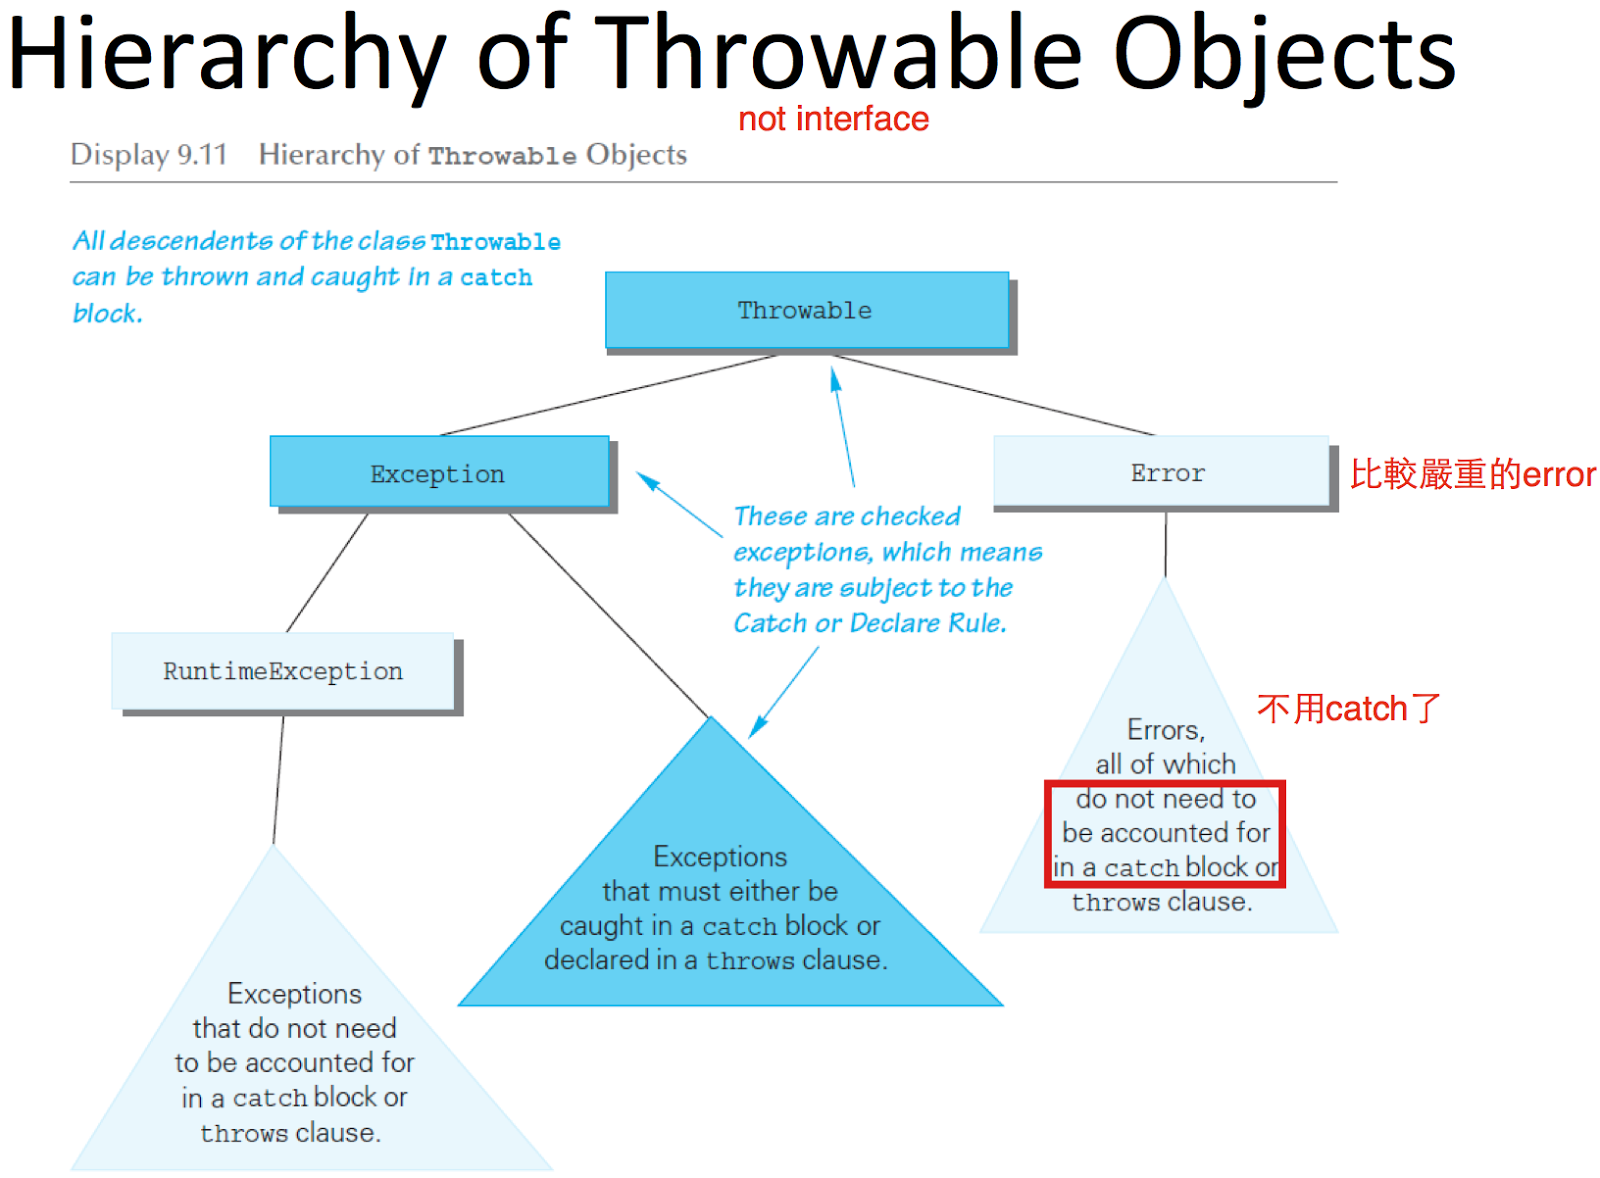 Hierarchy of Throwable Objects
not interface
Display 9.11 Hierarchy of Throwable Objects
All descendents of the class Throwable
can be thrown and caught in a catch
block.
Throwable
Exception
Error
比較嚴重的error
These are checked
exceptions, which means
they are subject to the
Catch or Declare Rule.
RuntimeException
不用catch了
Errors,
all of which
do not need to
be accounted for
in a catch block or
throws clause.
Exceptions
that must either be
caught in a catch block or
declared in a throws clause.
Exceptions
that do not need
to be accounted for
in a catch block or
throws clause.